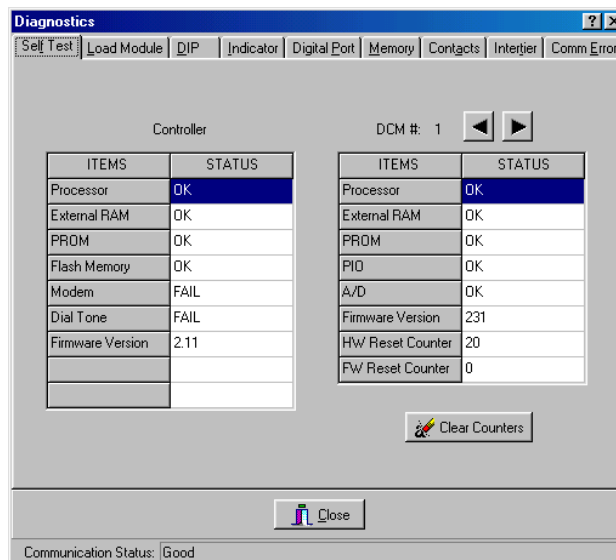 Diagnostics
Self Test Load Module DIP Indicator Digital Port Memory Contacts Intertier Comm Error
Controller
ITEMS STATUS
Processor OK
External RAM OK
PROM OK
Flash Memory OK
Modem FAIL
Dial Tone FAIL
Firmware Version 2.11
DCM #: 1
ITEMS STATUS
Processor OK
External RAM OK
PROM OK
PIO OK
A/D OK
Firmware Version 231
HW Reset Counter 20
FW Reset Counter 0
Clear Counters
Close
Communication Status: Good